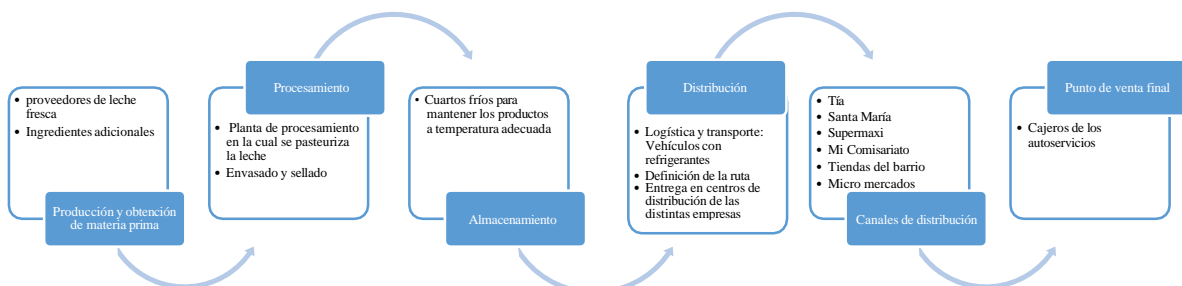 • proveedores de leche
fresca
• Ingredientes adicionales
Producción y obtención
de materia prima
Procesamiento
• Planta de procesamiento
en la cual se pasteuriza
la leche
• Envasado y sellado
• Cuartos fríos para
mantener los productos
a temperatura adecuada
Almacenamiento
Distribución
• Logística y transporte:
Vehículos con
refrigerantes
• Definición de la ruta
• Entrega en centros de
distribución de las
distintas empresas
• Tía
• Santa María
• Supermaxi
• Mi Comisariato
• Tiendas del barrio
• Micro mercados
Canales de distribución
Punto de venta final
• Cajeros de los
autoservicios